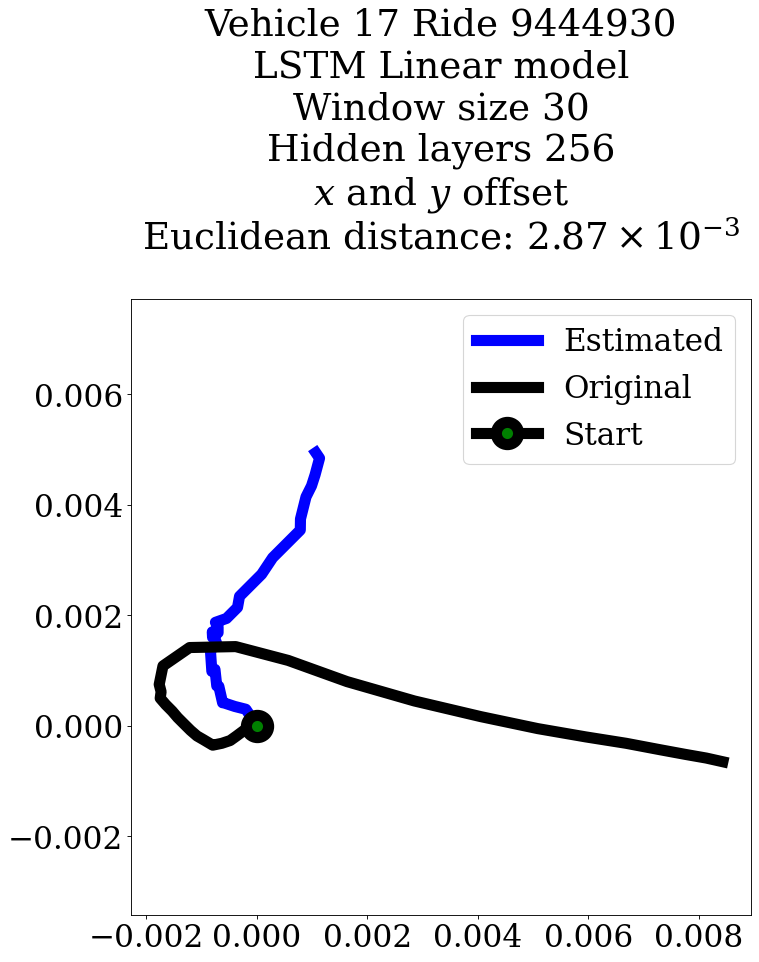 Vehicle 17 Ride 9444930
LSTM Linear model
Window size 30
Hidden layers 256
x and y offset
Euclidean distance: 2.87 × 10⁻³
Estimated
Original
Start
0.006
0.004
0.002
0.000
−0.002
−0.002 0.000 0.002 0.004 0.006 0.008